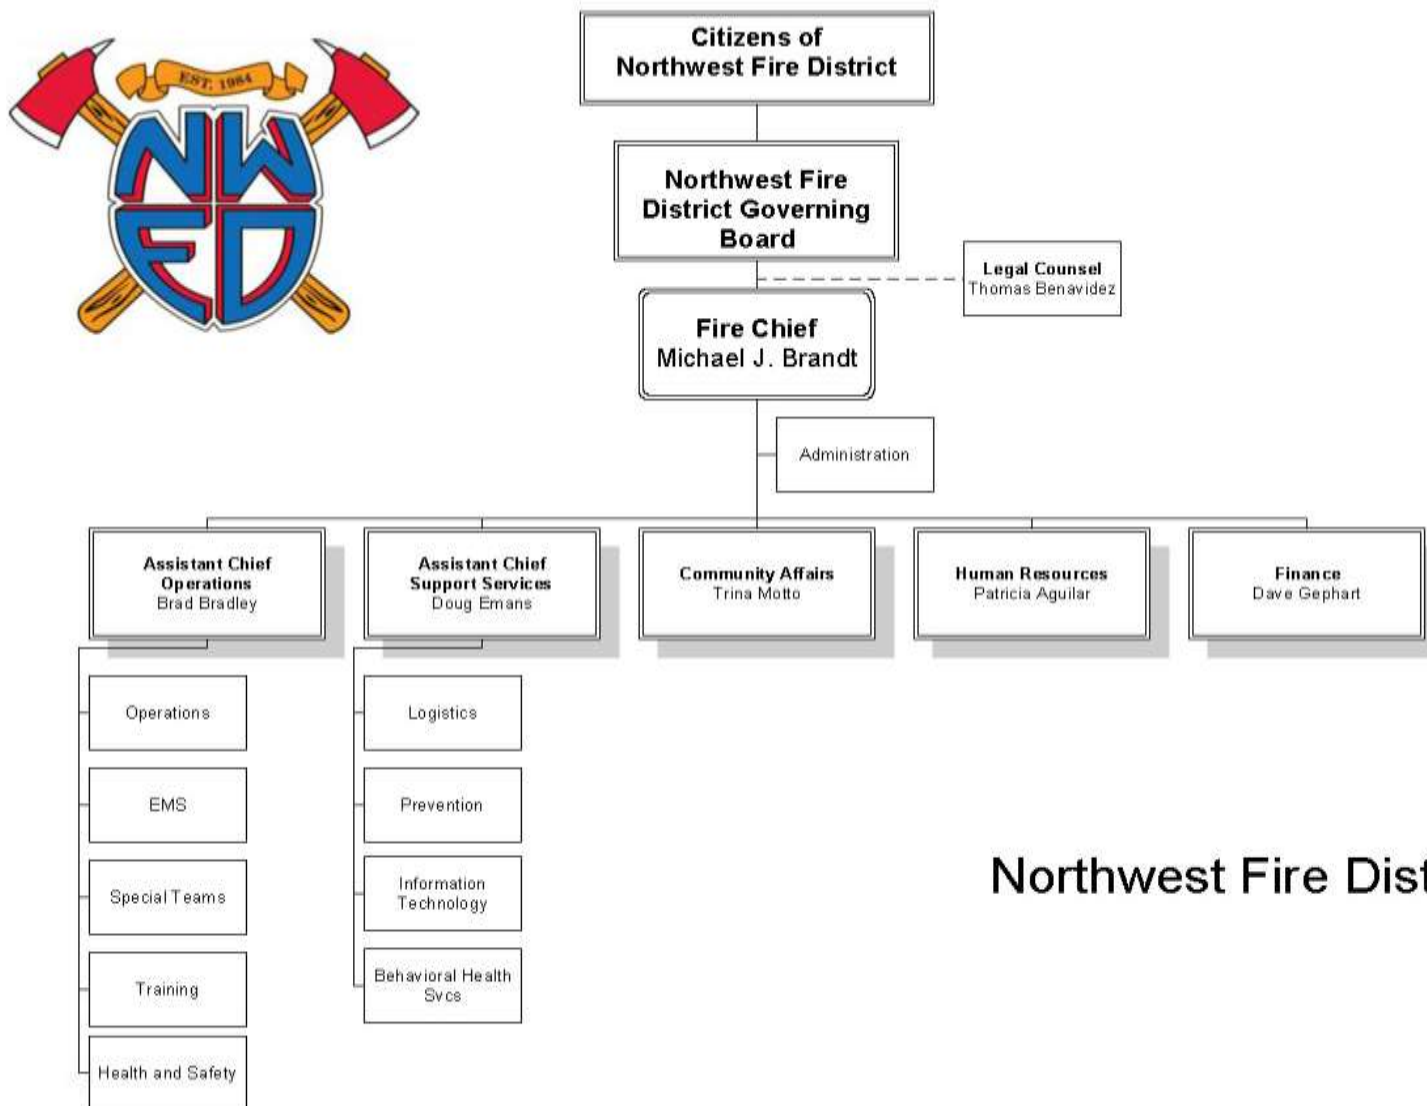 EST. 1984
NW
FD
Citizens of
Northwest Fire District
Northwest Fire
District Governing
Board
Legal Counsel
Thomas Benavidez
Fire Chief
Michael J. Brandt
Administration
Assistant Chief
Operations
Brad Bradley
Assistant Chief
Support Services
Doug Emans
Community Affairs
Trina Motto
Human Resources
Patricia Aguilar
Finance
Dave Gephart
Operations
EMS
Special Teams
Training
Health and Safety
Logistics
Prevention
Information
Technology
Behavioral Health
Svcs
Northwest Fire Dist